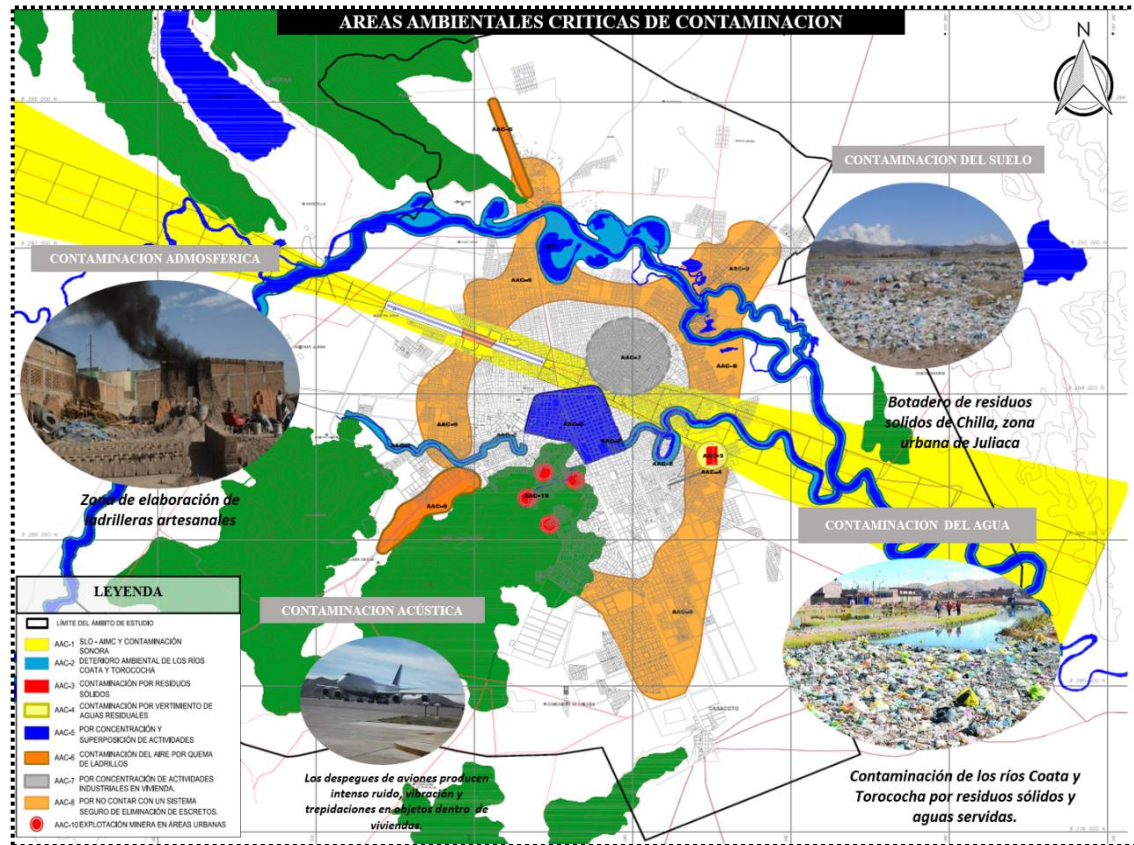 AREAS AMBIENTALES CRITICAS DE CONTAMINACION
N
CONTAMINACION DEL SUELO
Botadero de residuos
solidos de Chilla, zona
urbana de Juliaca
CONTAMINACION ADMOSFERICA
Zona de elaboración de
ladrilleras artesanales
CONTAMINACION DEL AGUA
Contaminación de los ríos Coata y
Torococha por residuos sólidos y
aguas servidas.
CONTAMINACION ACÚSTICA
Los despegues de aviones producen
intenso ruido, vibración y
trepidaciones en objetos dentro de
viviendas.
AAC-6
AAC-7
AAC-8
AAC-10
CARACOTO
LEYENDA
LÍMITE DEL ÁMBITO DE ESTUDIO
AAC-1 SLO - AIMC Y CONTAMINACIÓN
SONORA
AAC-2 DETERIORO AMBIENTAL DE LOS RÍOS
COATA Y TOROCOCHA
AAC-3 CONTAMINACIÓN POR RESIDUOS
SÓLIDOS
AAC-4 CONTAMINACIÓN POR VERTIMIENTO DE
AGUAS RESIDUALES
AAC-5 POR CONCENTRACIÓN Y
SUPERPOSICIÓN DE ACTIVIDADES
AAC-6 CONTAMINACIÓN DEL AIRE POR QUEMA
DE LADRILLOS
AAC-7 POR CONCENTRACIÓN DE ACTIVIDADES
INDUSTRIALES EN VIVIENDA.
AAC-8 POR NO CONTAR CON UN SISTEMA
SEGURO DE ELIMINACIÓN DE ESCRETOS.
AAC-10 EXPLOTACIÓN MINERA EN ÁREAS URBANAS